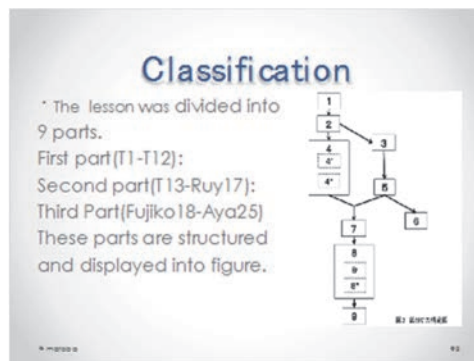 Classification
・The lesson was divided into
9 parts.
First part(T1-T12):
Second part(T13-Ruy17):
Third Part(Fujiko18-Aya25)
These parts are structured
and displayed into figure.
1
2
3
4
4'
4"
5
6
7
8
8'
8"
9